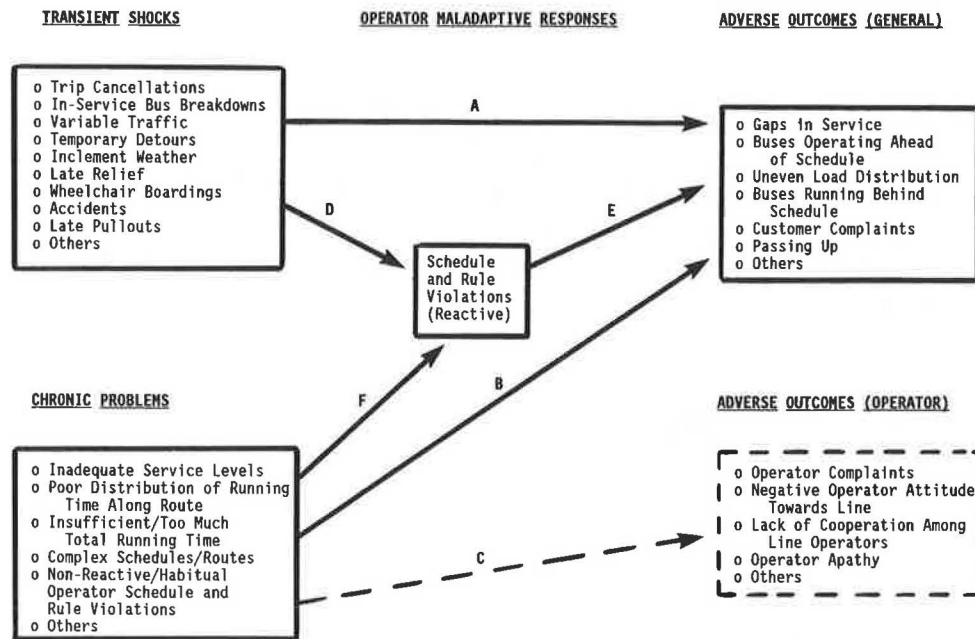 TRANSIENT SHOCKS
OPERATOR MALADAPTIVE RESPONSES
ADVERSE OUTCOMES (GENERAL)
o Trip Cancellations
o In-Service Bus Breakdowns
o Variable Traffic
o Temporary Detours
o Inclement Weather
o Late Relief
o Wheelchair Boardings
o Accidents
o Late Pullouts
o Others
A
o Gaps in Service
o Buses Operating Ahead
of Schedule
o Uneven Load Distribution
o Buses Running Behind
Schedule
o Customer Complaints
o Passing Up
o Others
D
E
Schedule
and Rule
Violations
(Reactive)
F
B
CHRONIC PROBLEMS
ADVERSE OUTCOMES (OPERATOR)
o Inadequate Service Levels
o Poor Distribution of Running
Time Along Route
o Insufficient/Too Much
Total Running Time
o Complex Schedules/Routes
o Non-Reactive/Habitual
Operator Schedule and
Rule Violations
o Others
C
o Operator Complaints
o Negative Operator Attitude
Towards Line
o Lack of Cooperation Among
Line Operators
o Operator Apathy
o Others